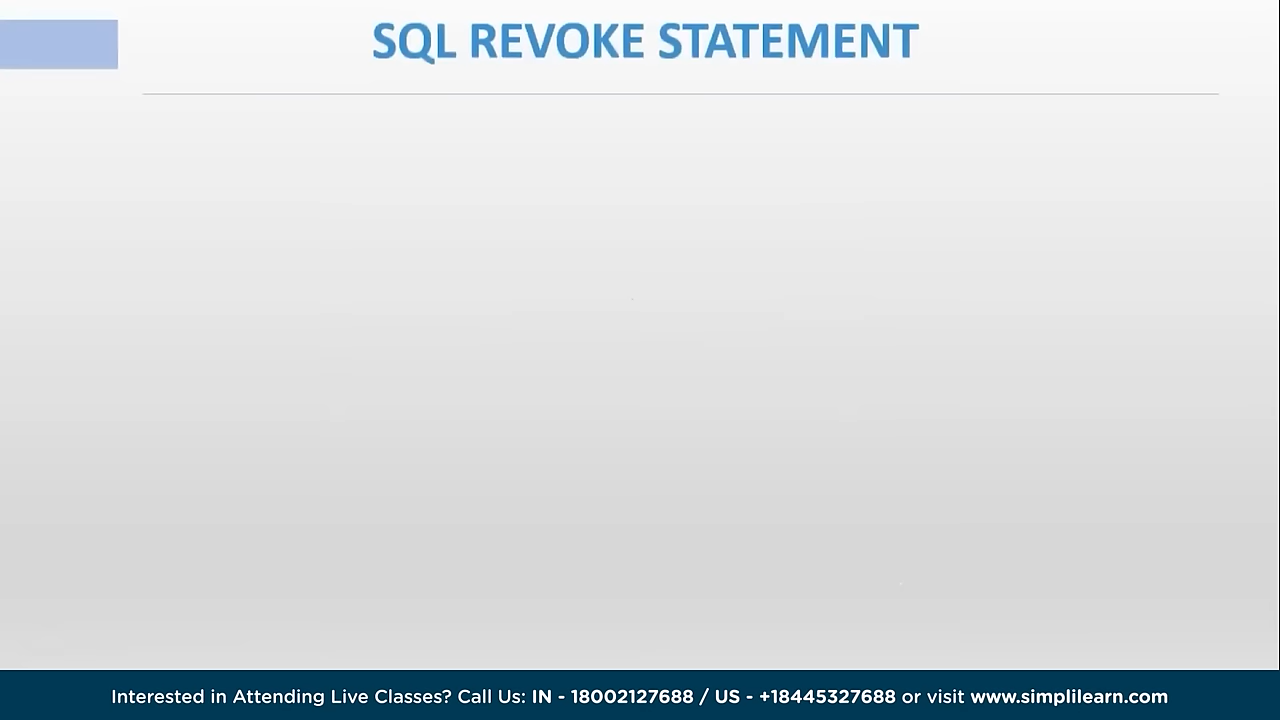 SQL REVOKE STATEMENT
Interested in Attending Live Classes? Call Us: IN - 18002127688 / US - +18445327688 or visit www.simplilearn.com